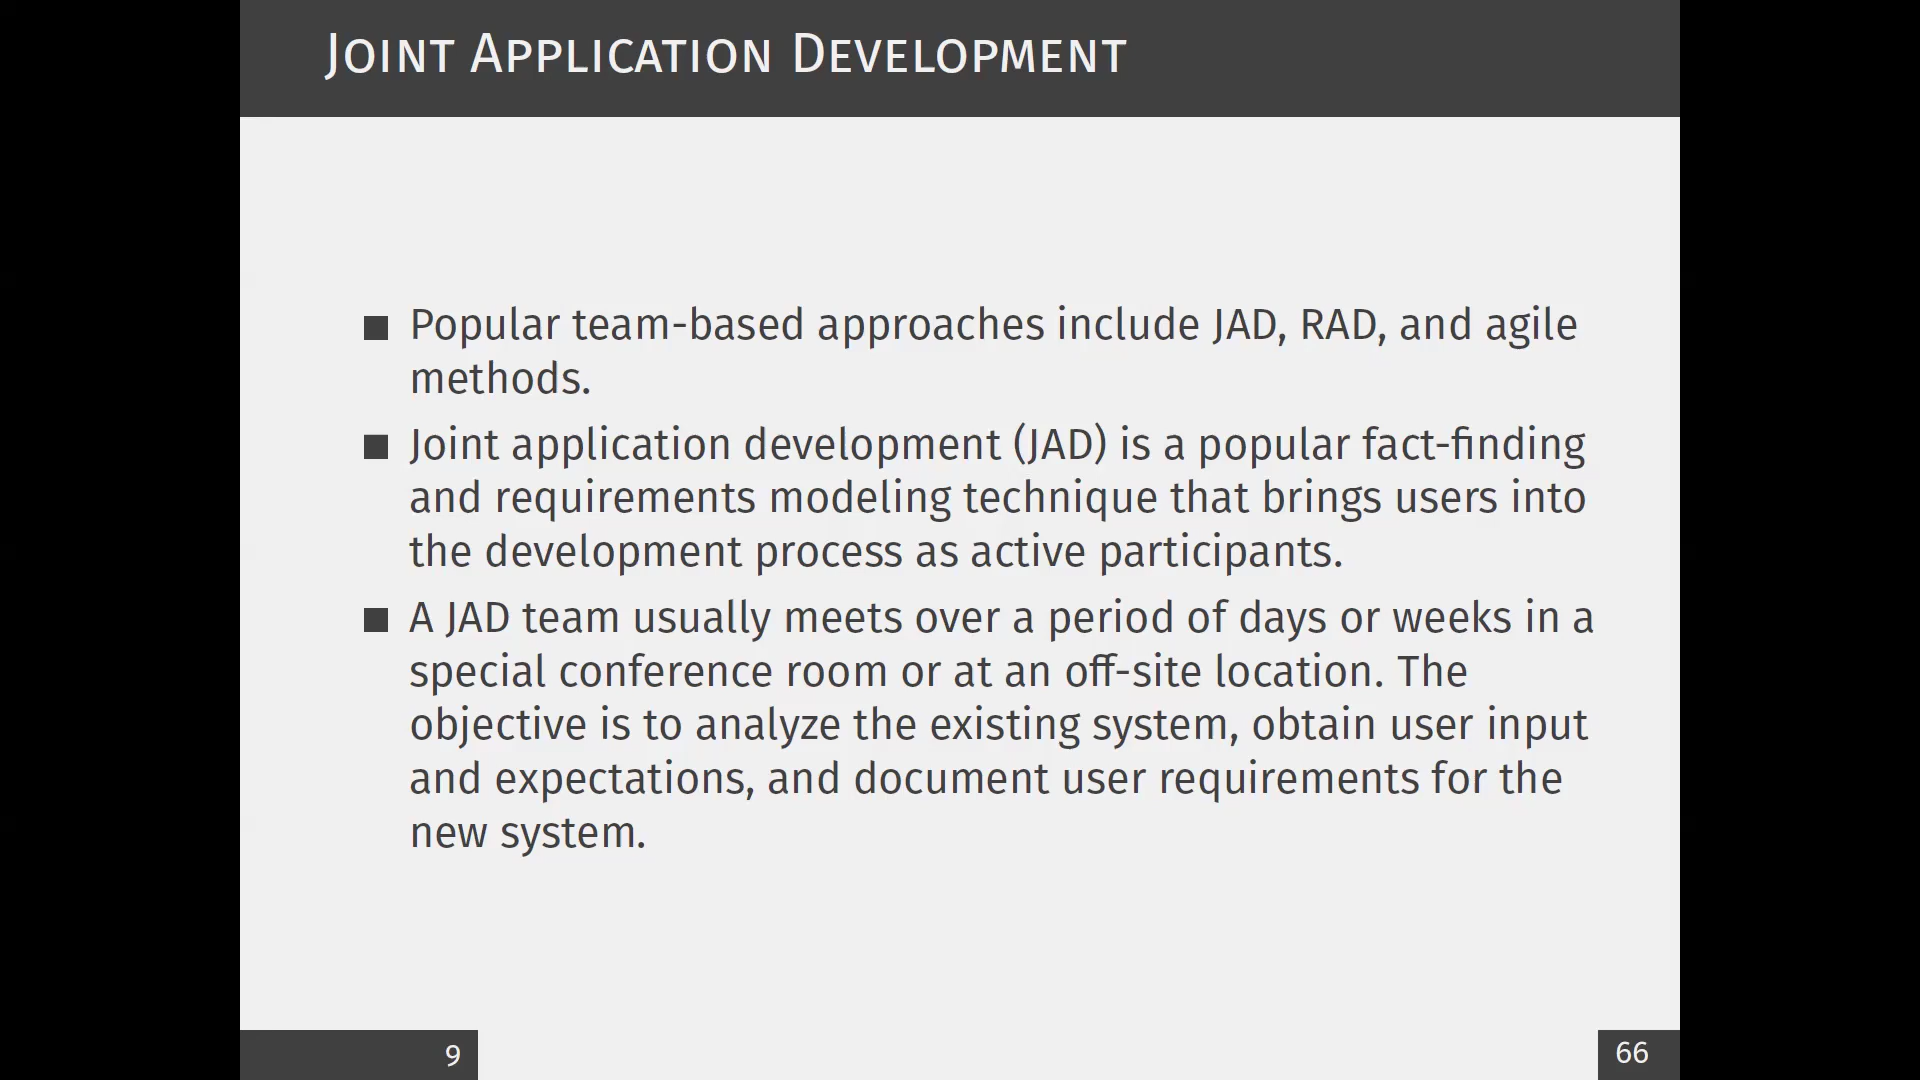 Joint Application Development
■ Popular team-based approaches include JAD, RAD, and agile
methods.
■ Joint application development (JAD) is a popular fact-finding
and requirements modeling technique that brings users into
the development process as active participants.
■ A JAD team usually meets over a period of days or weeks in a
special conference room or at an off-site location. The
objective is to analyze the existing system, obtain user input
and expectations, and document user requirements for the
new system.
9
66